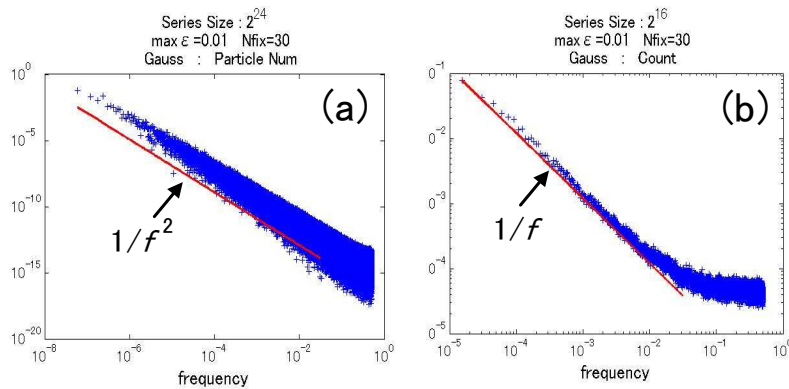 Series Size : 2^24
max ε =0.01 Nfix=30
Gauss : Particle Num
10^0
10^-5
10^-10
10^-15
10^-20
10^-8
10^-6
10^-4
10^-2
10^0
frequency
(a)
1/f^2
Series Size : 2^16
max ε =0.01 Nfix=30
Gauss : Count
10^-1
10^-2
10^-3
10^-4
10^-5
10^-5
10^-4
10^-3
10^-2
10^-1
10^0
frequency
(b)
1/f